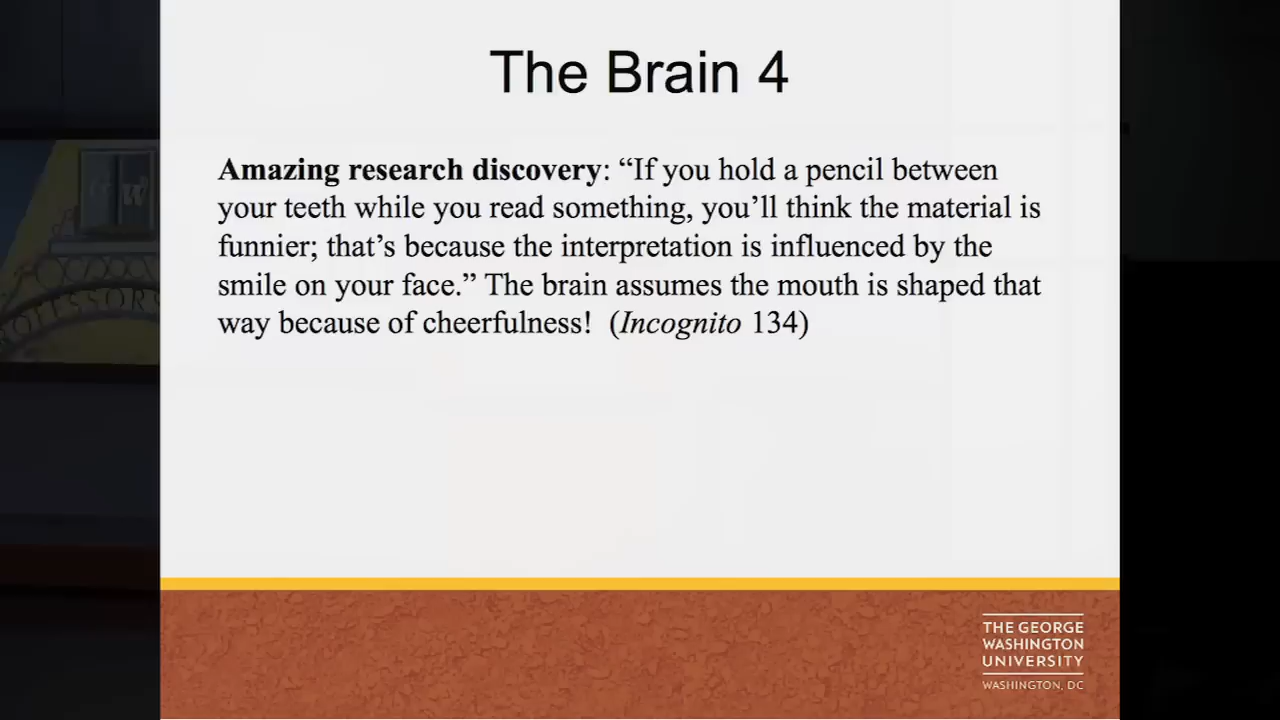 The Brain 4
Amazing research discovery: “If you hold a pencil between
your teeth while you read something, you’ll think the material is
funnier; that’s because the interpretation is influenced by the
smile on your face.” The brain assumes the mouth is shaped that
way because of cheerfulness!  (Incognito 134)
THE GEORGE
WASHINGTON
UNIVERSITY
WASHINGTON, DC